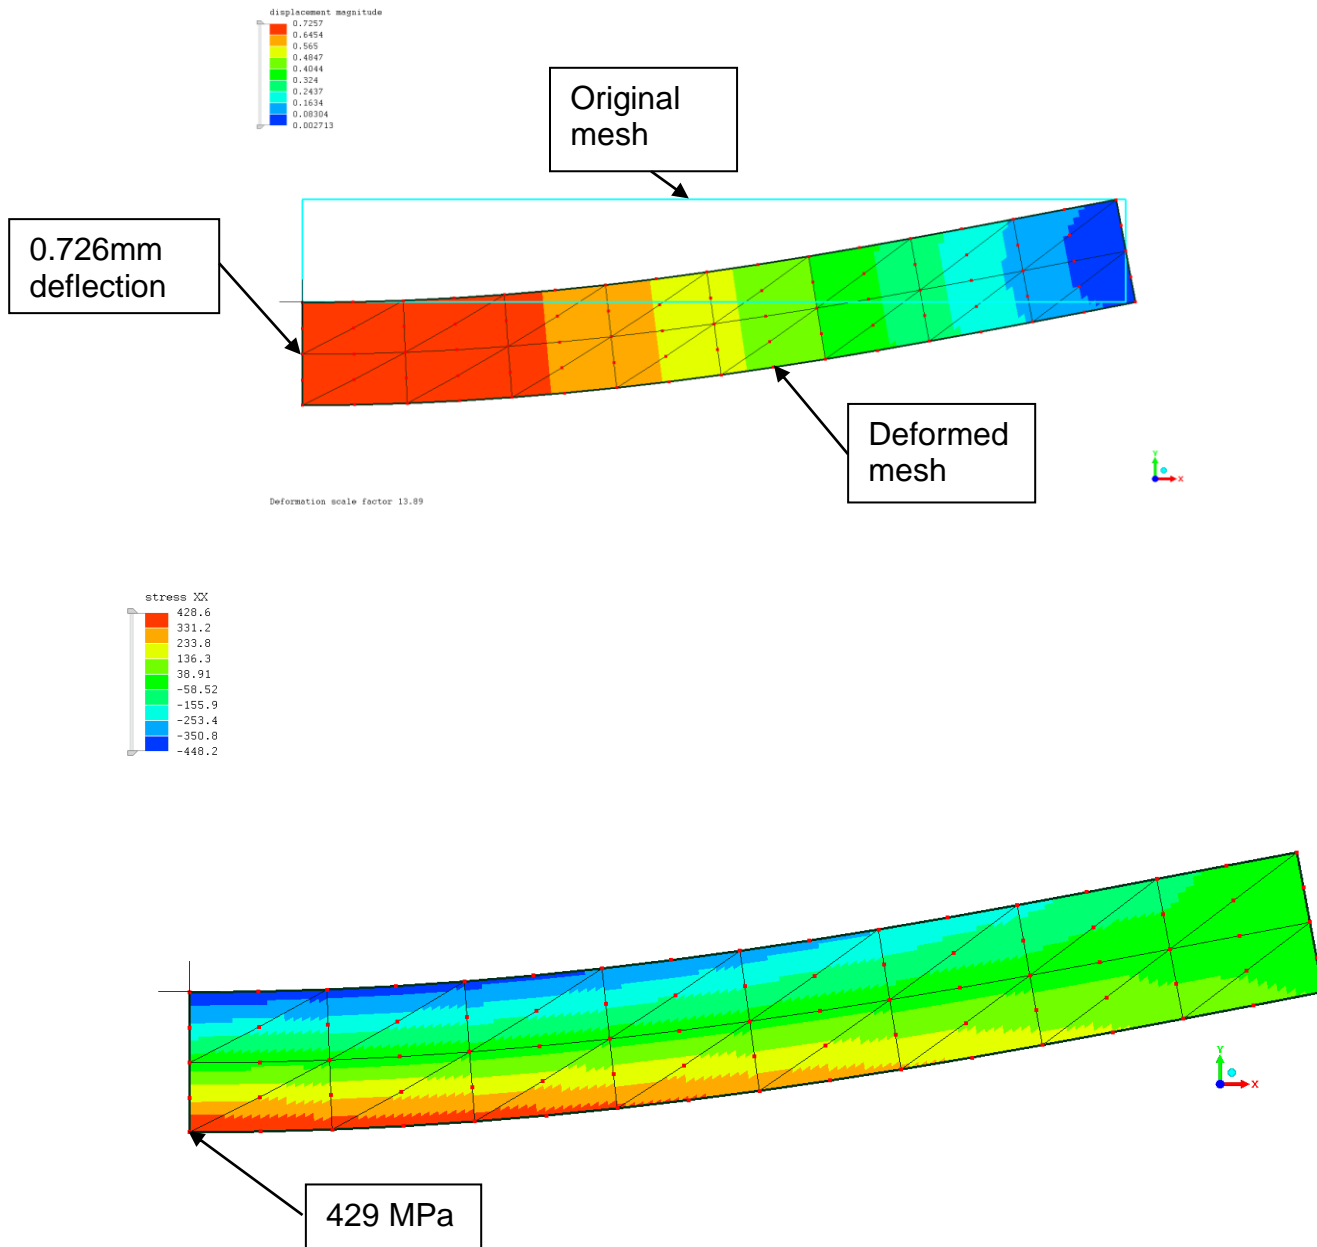 displacement magnitude
0.7257
0.6454
0.565
0.4847
0.4044
0.324
0.2437
0.1634
0.08304
0.002713
Original
mesh
0.726mm
deflection
Deformed
mesh
Y
X
Deformation scale factor 13.89
stress XX
428.6
331.2
233.8
136.3
38.91
-58.52
-155.9
-253.4
-350.8
-448.2
Y
X
429 MPa